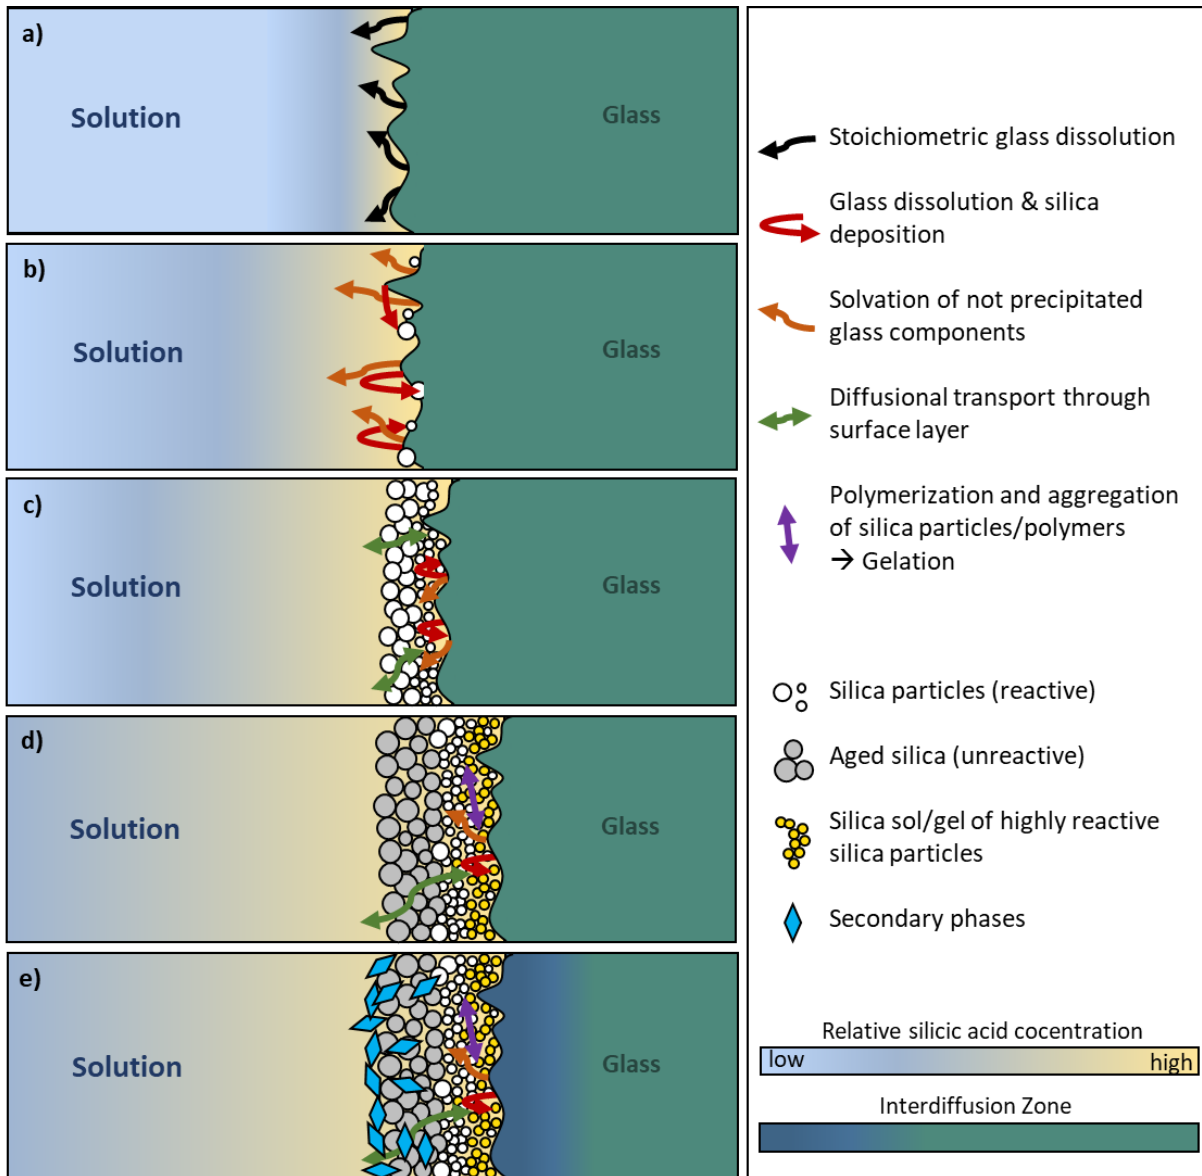 a)
Solution
Glass
b)
Solution
Glass
c)
Solution
Glass
d)
Solution
Glass
e)
Solution
Glass
Stoichiometric glass dissolution
Glass dissolution & silica
deposition
Solvation of not precipitated
glass components
Diffusional transport through
surface layer
Polymerization and aggregation
of silica particles/polymers
→ Gelation
Silica particles (reactive)
Aged silica (unreactive)
Silica sol/gel of highly reactive
silica particles
Secondary phases
Relative silicic acid cocentration
low high
Interdiffusion Zone